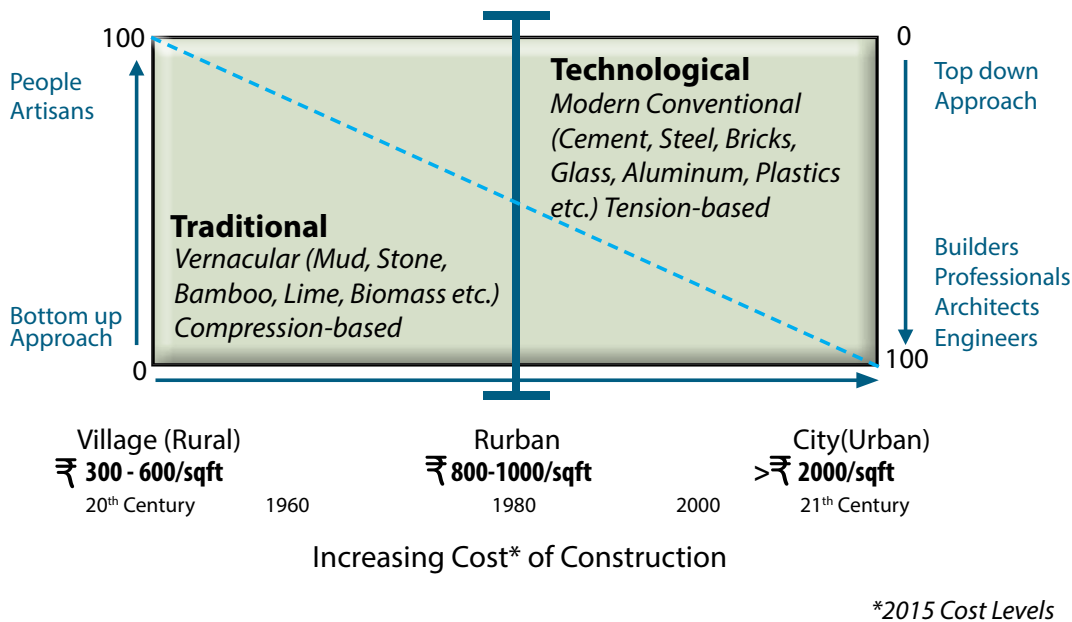 100
People
Artisans
Bottom up
Approach
0
Traditional
Vernacular (Mud, Stone,
Bamboo, Lime, Biomass etc.)
Compression-based
Technological
Modern Conventional
(Cement, Steel, Bricks,
Glass, Aluminum, Plastics
etc.) Tension-based
0
Top down
Approach
Builders
Professionals
Architects
Engineers
100
Village (Rural)
₹ 300 - 600/sqft
20th Century
1960
Rurban
₹ 800-1000/sqft
1980
2000
City(Urban)
>₹ 2000/sqft
21th Century
Increasing Cost* of Construction
*2015 Cost Levels